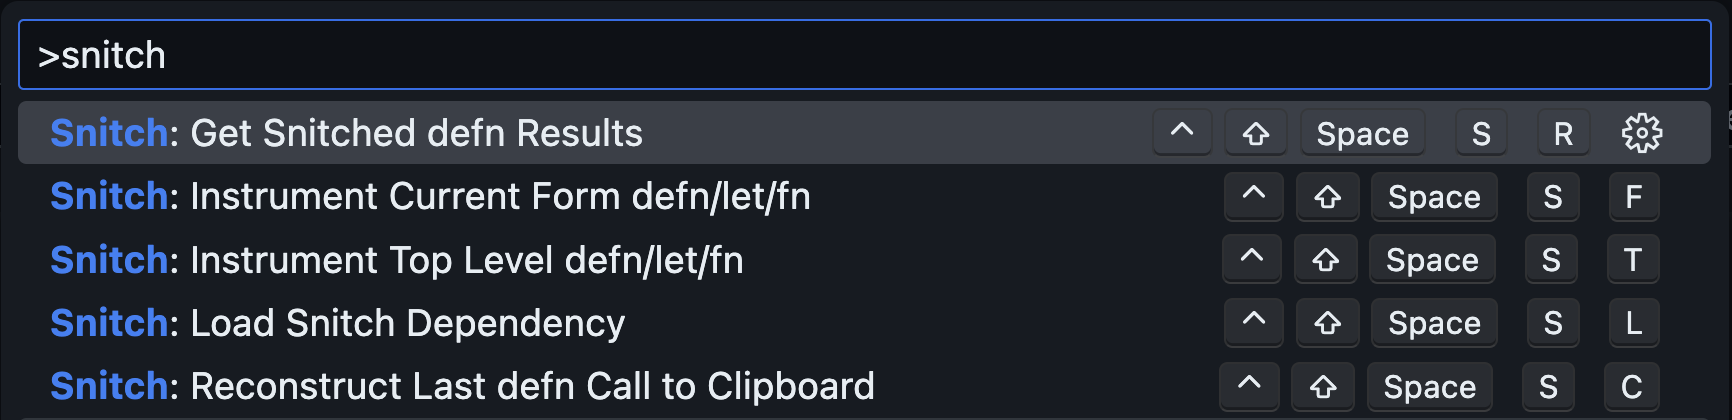 >snitch
Snitch: Get Snitched defn Results ^ ⇧ Space S R
Snitch: Instrument Current Form defn/let/fn ^ ⇧ Space S F
Snitch: Instrument Top Level defn/let/fn ^ ⇧ Space S T
Snitch: Load Snitch Dependency ^ ⇧ Space S L
Snitch: Reconstruct Last defn Call to Clipboard ^ ⇧ Space S C